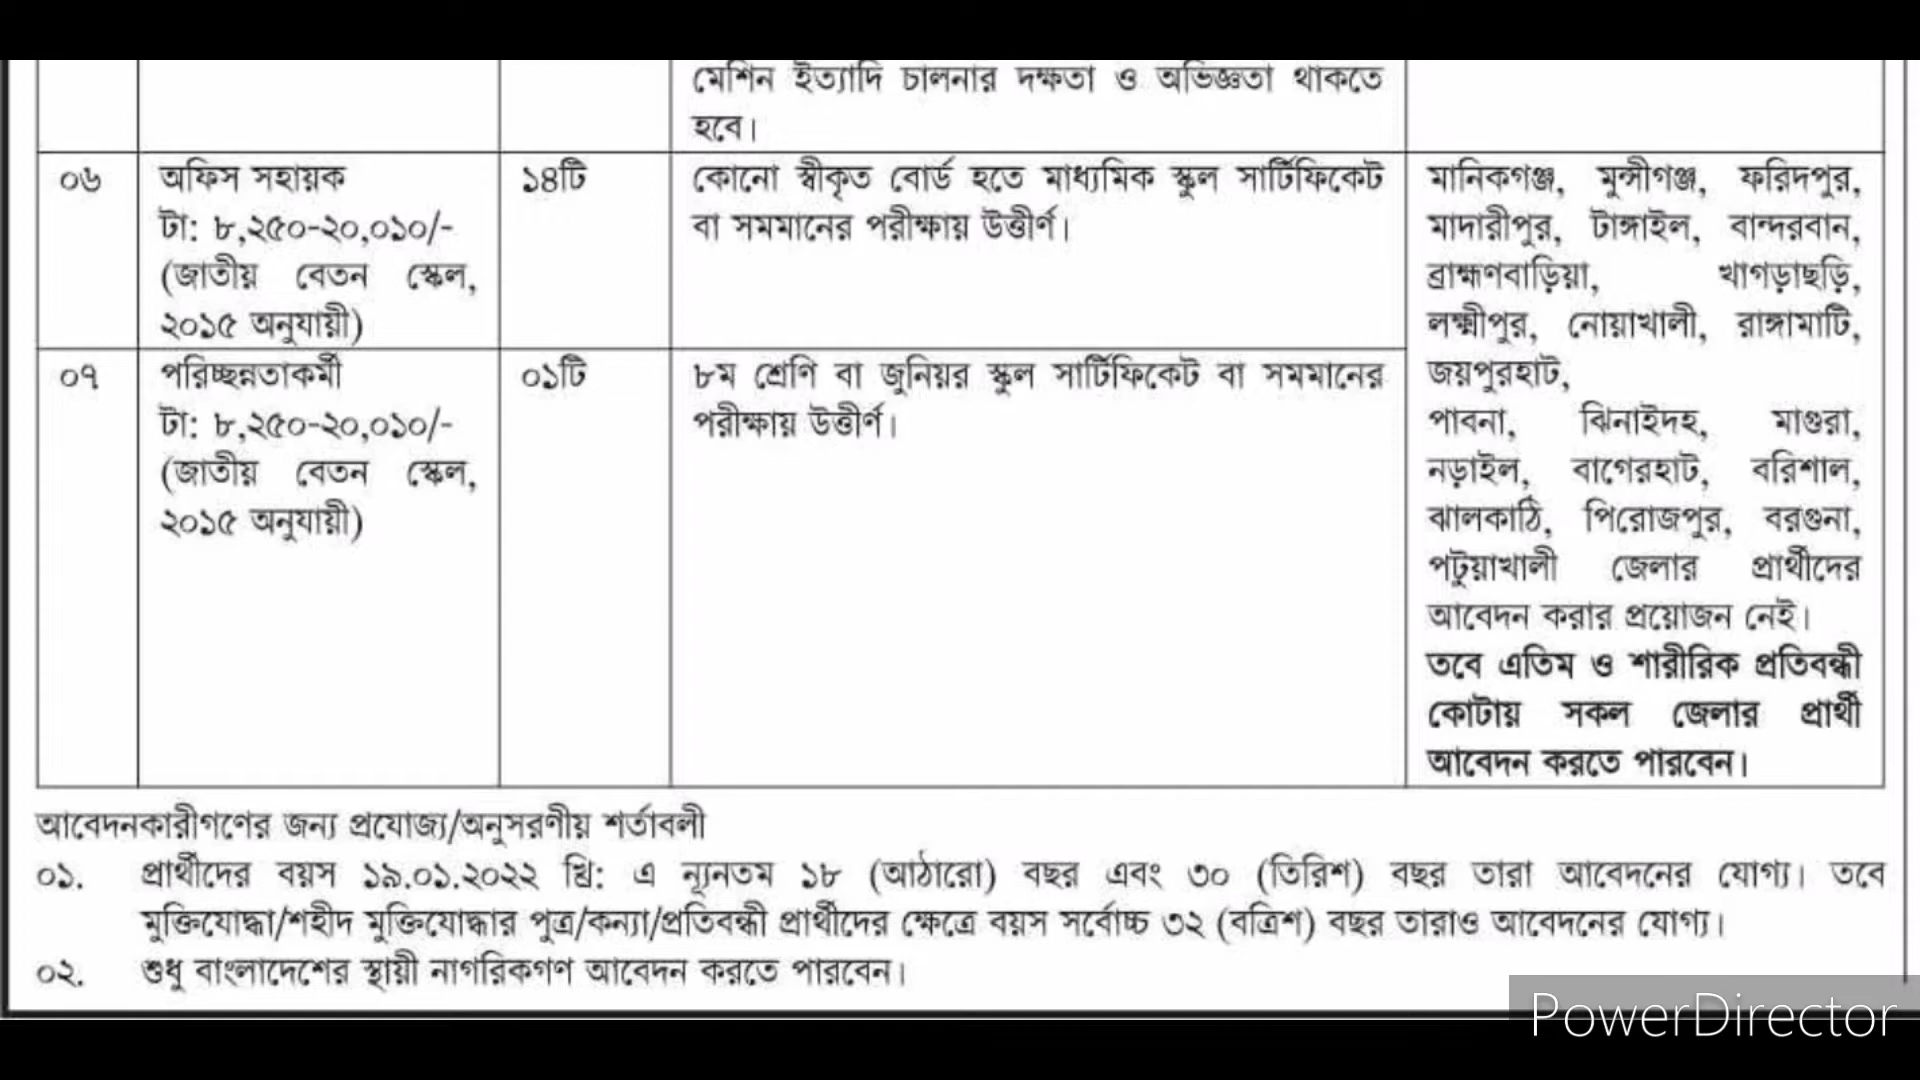 মেশিন ইত্যাদি চালনার দক্ষতা ও অভিজ্ঞতা থাকতে
হবে।
০৬
অফিস সহায়ক
টা: ৮,২৫০-২০,০১০/-
(জাতীয় বেতন স্কেল,
২০১৫ অনুযায়ী)
১৪টি
কোনো স্বীকৃত বোর্ড হতে মাধ্যমিক স্কুল সার্টিফিকেট
বা সমমানের পরীক্ষায় উত্তীর্ণ।
০৭
পরিচ্ছন্নতাকর্মী
টা: ৮,২৫০-২০,০১০/-
(জাতীয় বেতন স্কেল,
২০১৫ অনুযায়ী)
০১টি
৮ম শ্রেণি বা জুনিয়র স্কুল সার্টিফিকেট বা সমমানের
পরীক্ষায় উত্তীর্ণ।
মানিকগঞ্জ, মুন্সীগঞ্জ, ফরিদপুর,
মাদারীপুর, টাঙ্গাইল, বান্দরবান,
ব্রাহ্মণবাড়িয়া, খাগড়াছড়ি,
লক্ষ্মীপুর, নোয়াখালী, রাঙ্গামাটি,
জয়পুরহাট,
পাবনা, ঝিনাইদহ, মাগুরা,
নড়াইল, বাগেরহাট, বরিশাল,
ঝালকাঠি, পিরোজপুর, বরগুনা,
পটুয়াখালী জেলার প্রার্থীদের
আবেদন করার প্রয়োজন নেই।
তবে এতিম ও শারীরিক প্রতিবন্ধী
কোটায় সকল জেলার প্রার্থী
আবেদন করতে পারবেন।
আবেদনকারীগণের জন্য প্রযোজ্য/অনুসরণীয় শর্তাবলী
০১. প্রার্থীদের বয়স ১৯.০১.২০২২ খ্রি: এ ন্যূনতম ১৮ (আঠারো) বছর এবং ৩০ (তিরিশ) বছর তারা আবেদনের যোগ্য। তবে
মুক্তিযোদ্ধা/শহীদ মুক্তিযোদ্ধার পুত্র/কন্যা/প্রতিবন্ধী প্রার্থীদের ক্ষেত্রে বয়স সর্বোচ্চ ৩২ (বত্রিশ) বছর তারাও আবেদনের যোগ্য।
০২. শুধু বাংলাদেশের স্থায়ী নাগরিকগণ আবেদন করতে পারবেন।
PowerDirector